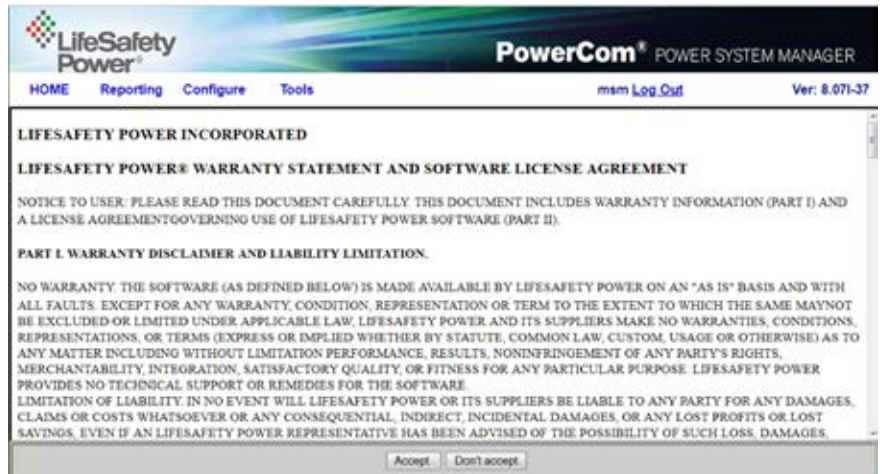 LifeSafety
Power®
PowerCom® POWER SYSTEM MANAGER
HOME Reporting Configure Tools msm Log Out Ver: 8.07I-37
LIFESAFETY POWER INCORPORATED
LIFESAFETY POWER® WARRANTY STATEMENT AND SOFTWARE LICENSE AGREEMENT
NOTICE TO USER: PLEASE READ THIS DOCUMENT CAREFULLY. THIS DOCUMENT INCLUDES WARRANTY INFORMATION (PART I) AND
A LICENSE AGREEMENTGOVERNING USE OF LIFESAFETY POWER SOFTWARE (PART II).
PART I. WARRANTY DISCLAIMER AND LIABILITY LIMITATION.
NO WARRANTY. THE SOFTWARE (AS DEFINED BELOW) IS MADE AVAILABLE BY LIFESAFETY POWER ON AN "AS IS" BASIS AND WITH
ALL FAULTS. EXCEPT FOR ANY WARRANTY, CONDITION, REPRESENTATION OR TERM TO THE EXTENT TO WHICH THE SAME MAYNOT
BE EXCLUDED OR LIMITED UNDER APPLICABLE LAW, LIFESAFETY POWER AND ITS SUPPLIERS MAKE NO WARRANTIES, CONDITIONS,
REPRESENTATIONS, OR TERMS (EXPRESS OR IMPLIED WHETHER BY STATUTE, COMMON LAW, CUSTOM, USAGE OR OTHERWISE) AS TO
ANY MATTER INCLUDING WITHOUT LIMITATION PERFORMANCE, RESULTS, NONINFRINGEMENT OF ANY PARTY'S RIGHTS,
MERCHANTABILITY, INTEGRATION, SATISFACTORY QUALITY, OR FITNESS FOR ANY PARTICULAR PURPOSE. LIFESAFETY POWER
PROVIDES NO TECHNICAL SUPPORT OR REMEDIES FOR THE SOFTWARE.
LIMITATION OF LIABILITY. IN NO EVENT WILL LIFESAFETY POWER OR ITS SUPPLIERS BE LIABLE TO ANY PARTY FOR ANY DAMAGES,
CLAIMS OR COSTS WHATSOEVER OR ANY CONSEQUENTIAL, INDIRECT, INCIDENTAL DAMAGES, OR ANY LOST PROFITS OR LOST
SAVINGS, EVEN IF AN LIFESAFETY POWER REPRESENTATIVE HAS BEEN ADVISED OF THE POSSIBILITY OF SUCH LOSS, DAMAGES,
Accept Don't accept